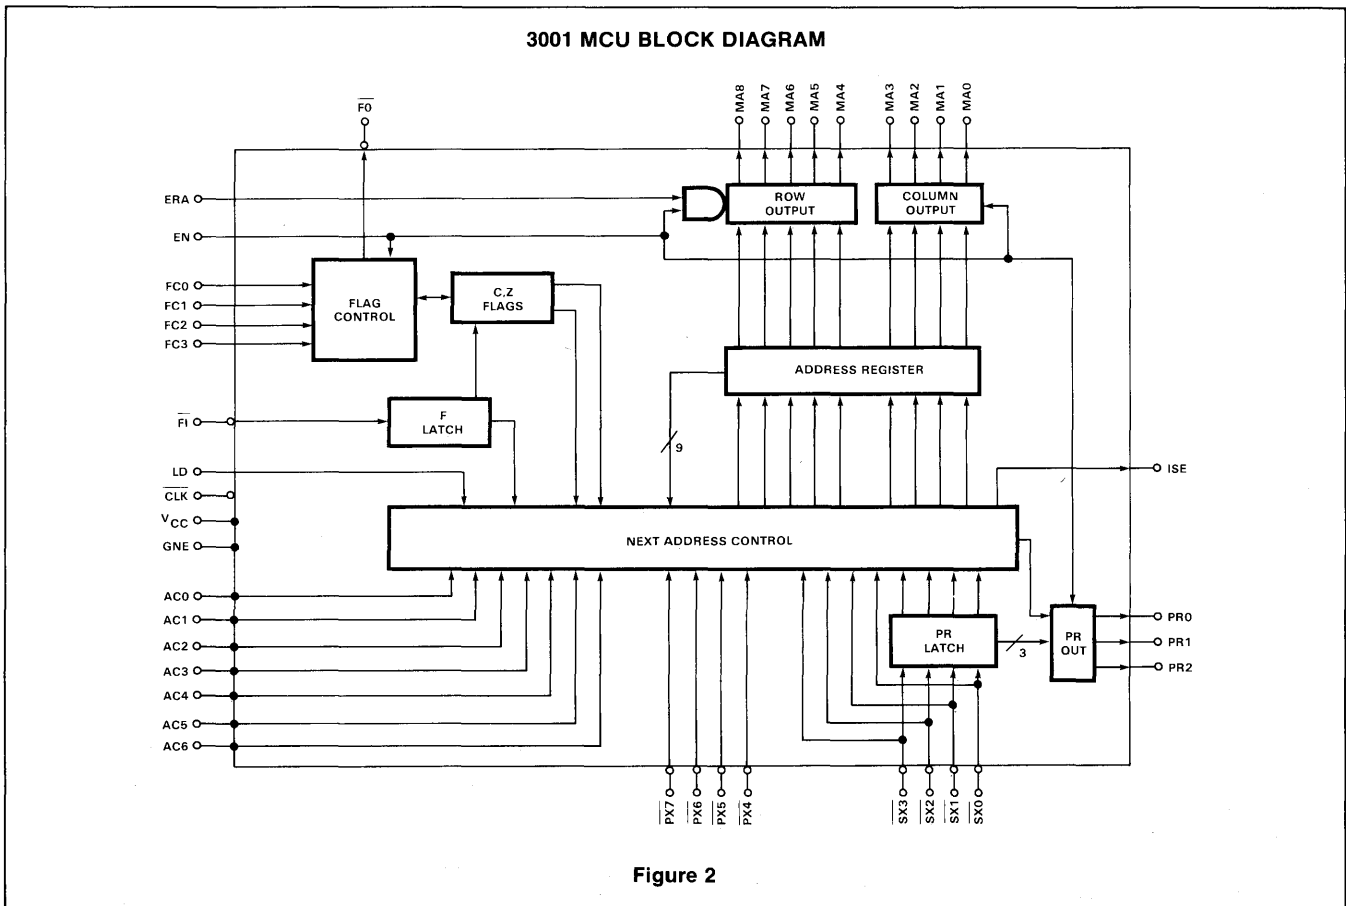 3001 MCU BLOCK DIAGRAM
F0
MA8
MA7
MA6
MA5
MA4
MA3
MA2
MA1
MA0
ERA
EN
ROW
OUTPUT
COLUMN
OUTPUT
FC0
FC1
FC2
FC3
FLAG
CONTROL
C,Z
FLAGS
ADDRESS REGISTER
FI
F
LATCH
9
LD
CLK
VCC
GNE
ISE
NEXT ADDRESS CONTROL
AC0
AC1
AC2
AC3
AC4
AC5
AC6
PR
LATCH
3
PR
OUT
PR0
PR1
PR2
PX7
PX6
PX5
PX4
SX3
SX2
SX1
SX0
Figure 2